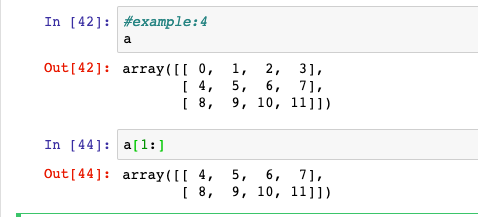 In [42]: #example:4
a
Out[42]: array([[ 0,  1,  2,  3],
[ 4,  5,  6,  7],
[ 8,  9, 10, 11]])
In [44]: a[1:]
Out[44]: array([[ 4,  5,  6,  7],
[ 8,  9, 10, 11]])